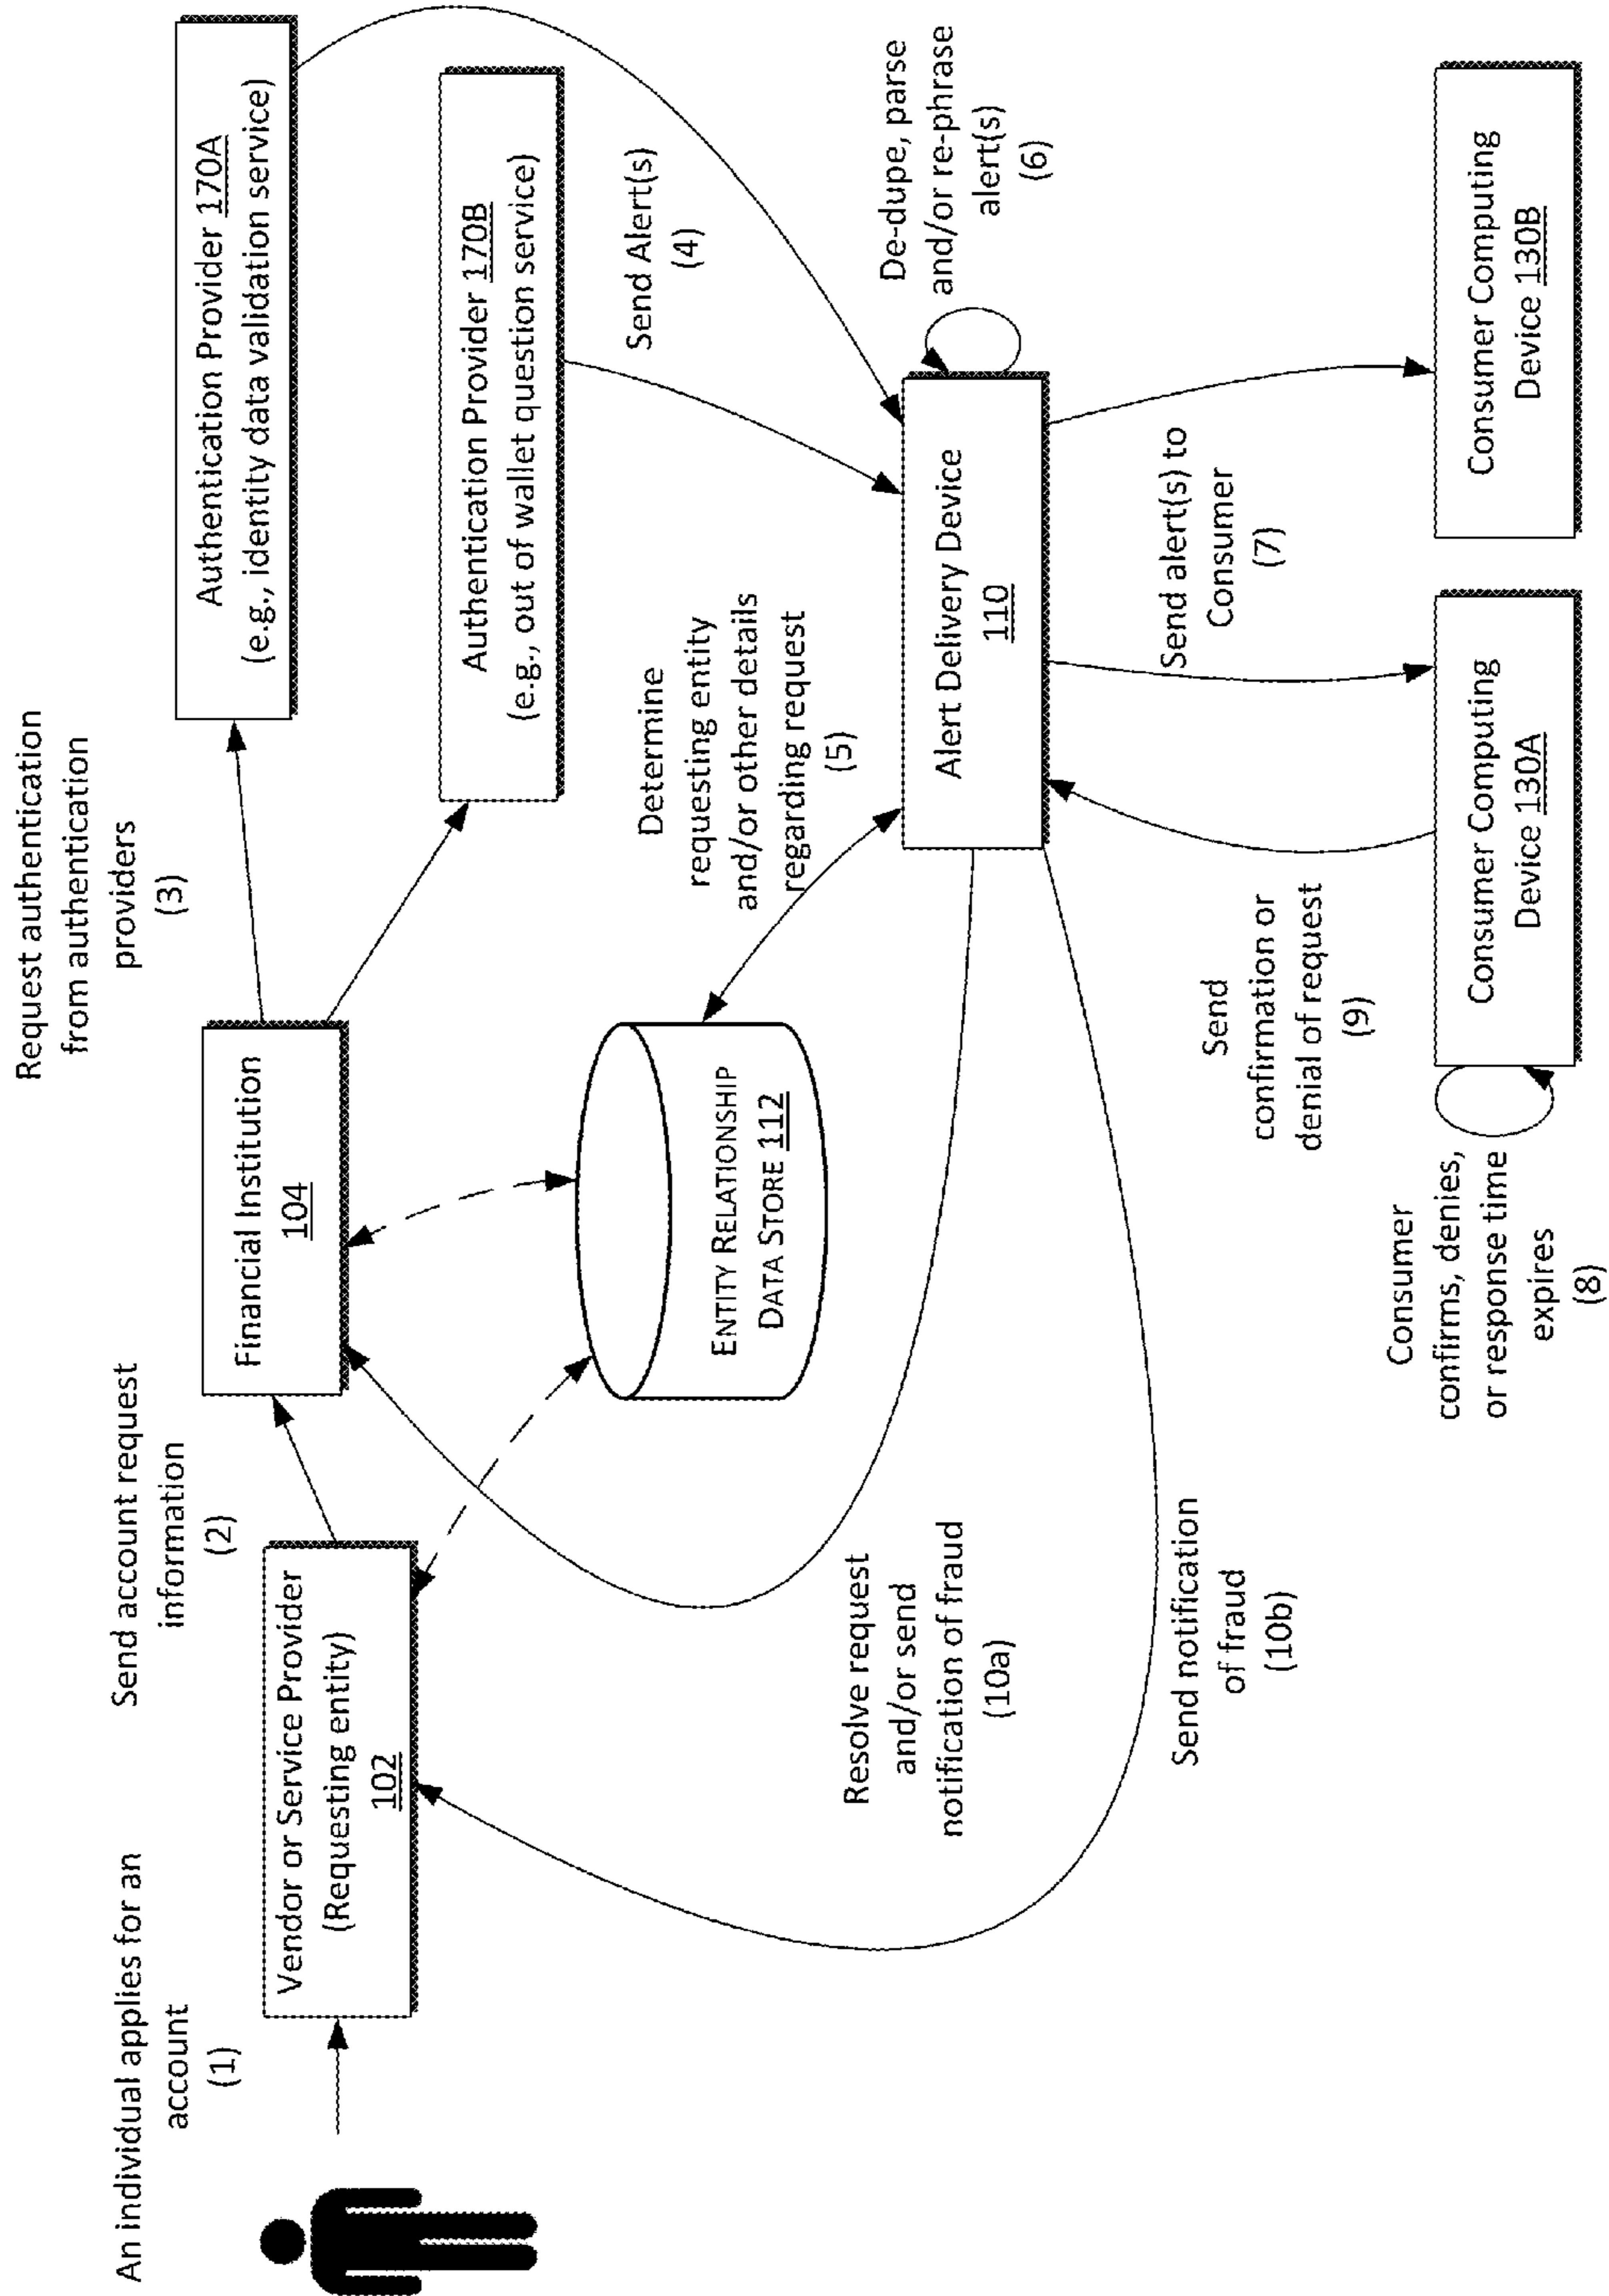 An individual applies for an
account
(1)
Vendor or Service Provider
(Requesting entity)
102
Send account request
information
(2)
Financial Institution
104
Request authentication
from authentication
providers
(3)
Authentication Provider 170A
(e.g., identity data validation service)
Authentication Provider 170B
(e.g., out of wallet question service)
Send Alert(s)
(4)
ENTITY RELATIONSHIP
DATA STORE 112
Determine
requesting entity
and/or other details
regarding request
(5)
Alert Delivery Device
110
De-dupe, parse
and/or re-phrase
alert(s)
(6)
Send alert(s) to
Consumer
(7)
Consumer
confirms, denies,
or response time
expires
(8)
Send
confirmation or
denial of request
(9)
Consumer Computing
Device 130A
Consumer Computing
Device 130B
Resolve request
and/or send
notification of fraud
(10a)
Send notification
of fraud
(10b)